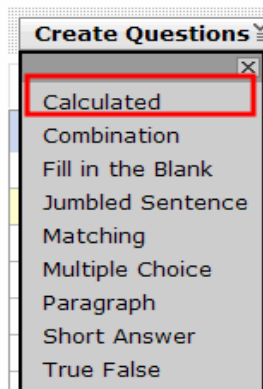 Create Questions
Calculated
Combination
Fill in the Blank
Jumbled Sentence
Matching
Multiple Choice
Paragraph
Short Answer
True False